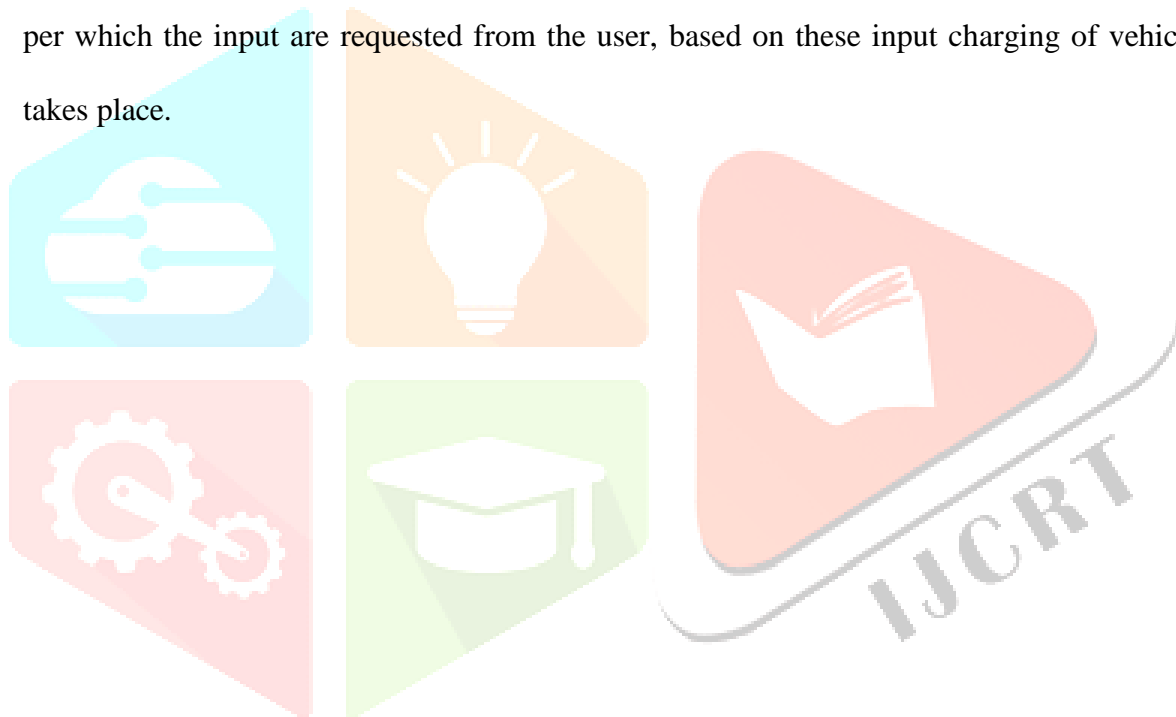 per which the input are requested from the user, based on these input charging of vehic
takes place.
IJCRT